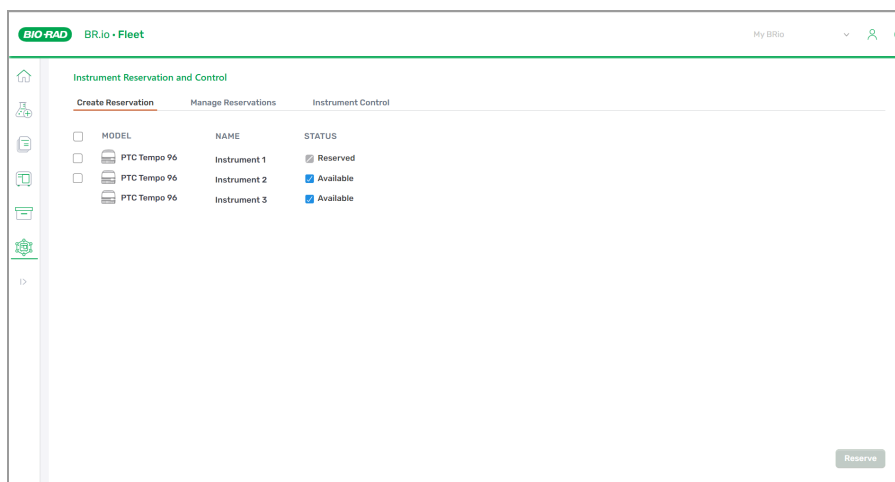 BIO-RAD BR.io • Fleet My BRio
Instrument Reservation and Control
Create Reservation Manage Reservations Instrument Control
MODEL NAME STATUS
PTC Tempo 96 Instrument 1 Reserved
PTC Tempo 96 Instrument 2 Available
PTC Tempo 96 Instrument 3 Available
Reserve